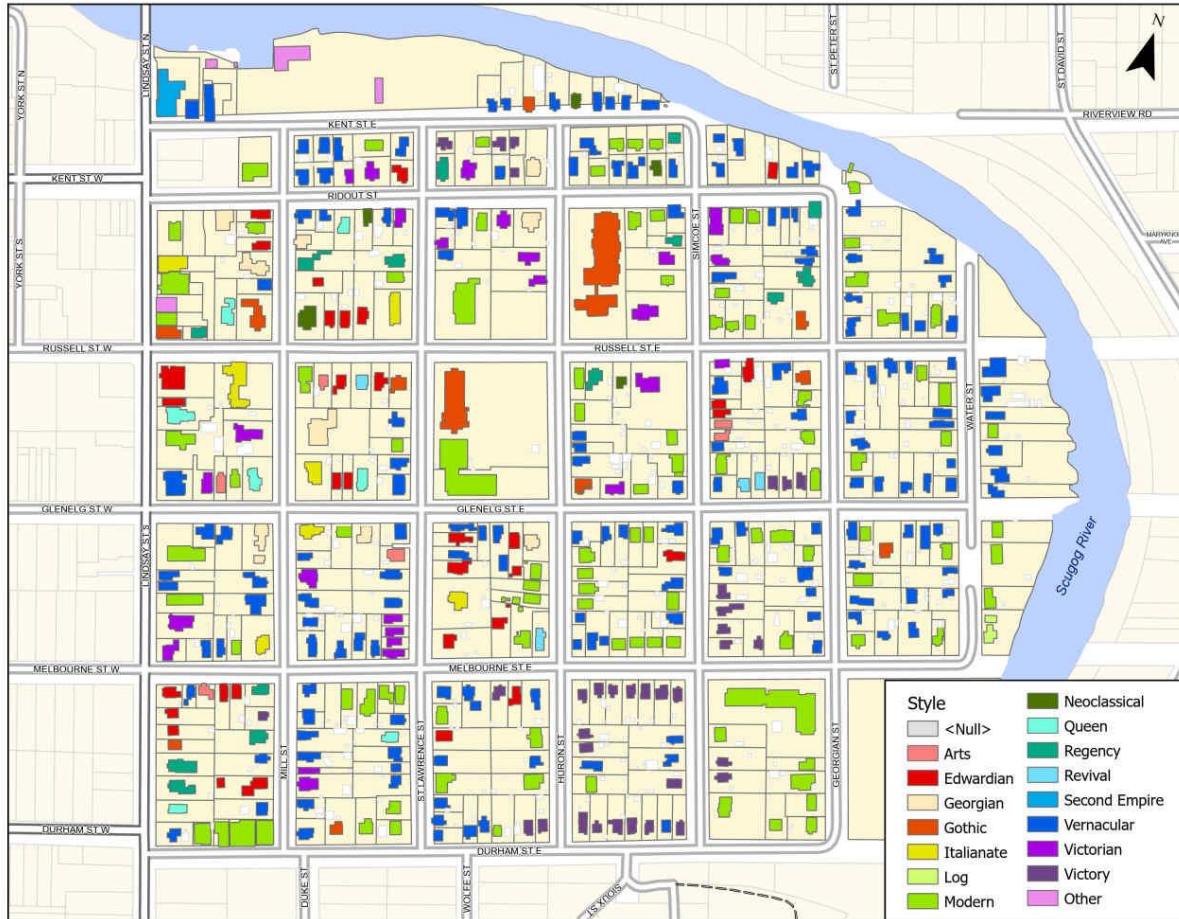 N
YORK ST N
LINDSAY ST N
ST PETER ST
ST DAVID ST
RIVERVIEW RD
KENT ST E
KENT ST W
RIDOUT ST
SIMCOE ST
YORK ST S
RUSSELL ST W
RUSSELL ST E
WATER ST
GLENELG ST W
GLENELG ST E
LINDSAY ST S
Scugog River
MELBOURNE ST W
MELBOURNE ST E
MILL ST
ST LAWRENCE ST
HURON ST
GEORGIAN ST
DURHAM ST W
DURHAM ST E
DUKE ST
WOLFE ST
SIOUX ST
Style
<Null>
Arts
Edwardian
Georgian
Gothic
Italianate
Log
Modern
Neoclassical
Queen
Regency
Revival
Second Empire
Vernacular
Victorian
Victory
Other